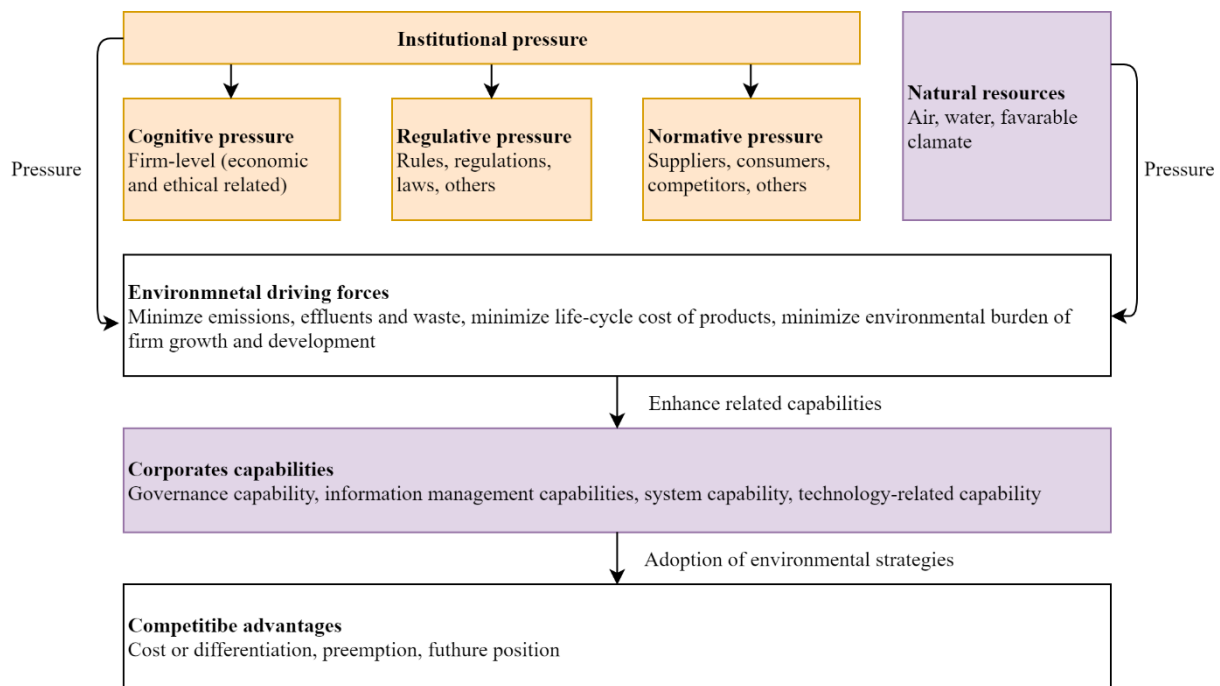 Institutional pressure
Cognitive pressure
Firm-level (economic
and ethical related)
Regulative pressure
Rules, regulations,
laws, others
Normative pressure
Suppliers, consumers,
competitors, others
Natural resources
Air, water, favarable
clamate
Pressure
Pressure
Environmnetal driving forces
Minimze emissions, effluents and waste, minimize life-cycle cost of products, minimize environmental burden of
firm growth and development
Enhance related capabilities
Corporates capabilities
Governance capability, information management capabilities, system capability, technology-related capability
Adoption of environmental strategies
Competitibe advantages
Cost or differentiation, preemption, futhure position